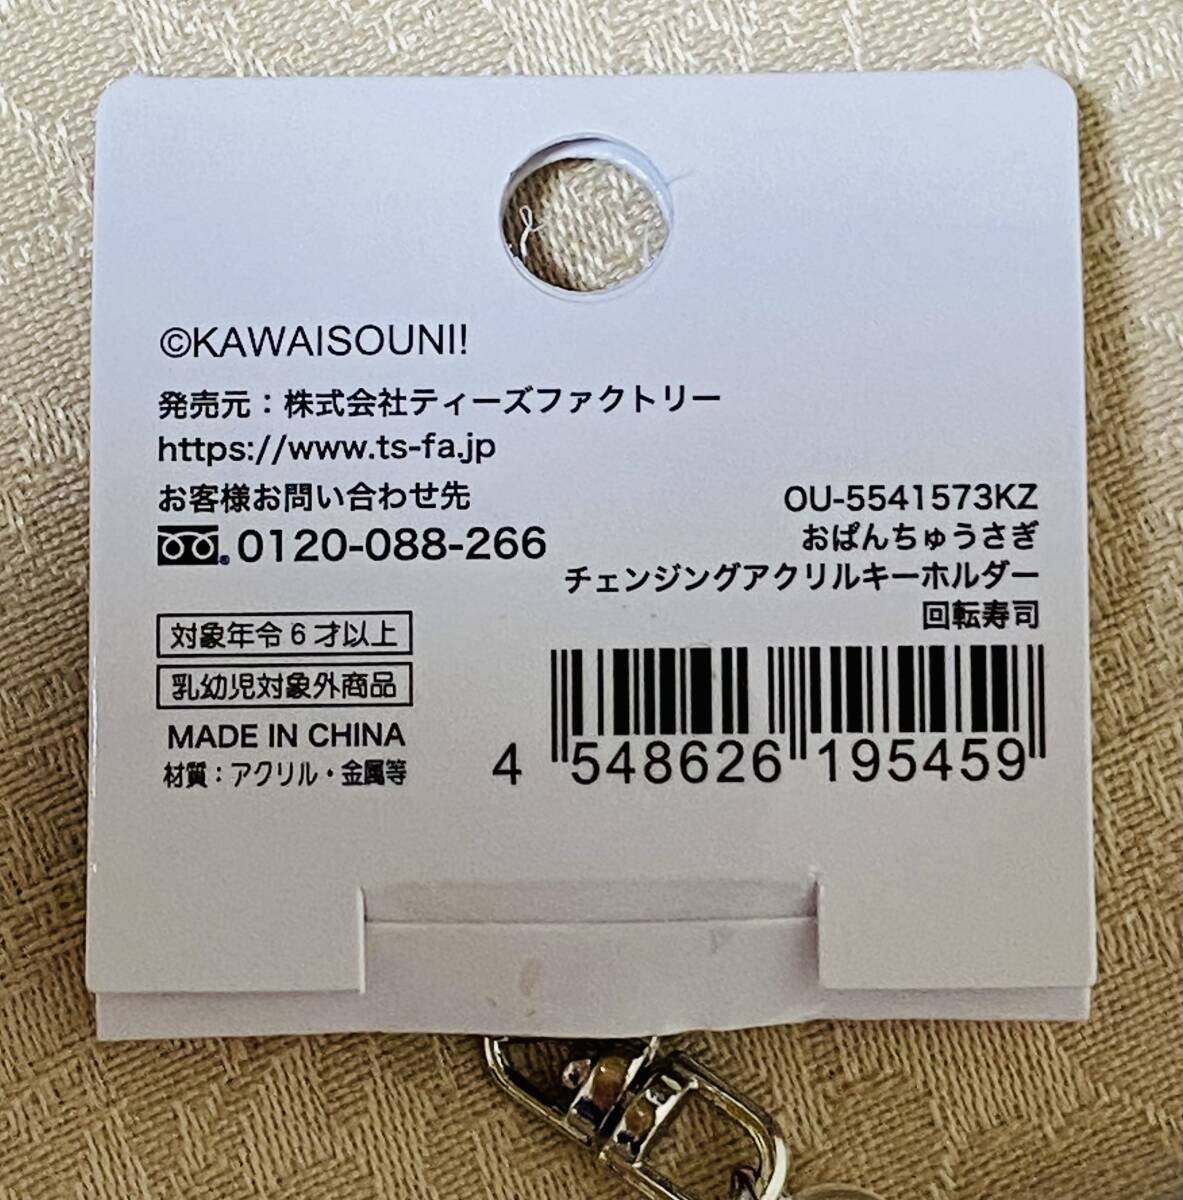 ©KAWAISOUNI!
発売元：株式会社ティーズファクトリー
https://www.ts-fa.jp
お客様お問い合わせ先
0120-088-266
OU-5541573KZ
おぱんちゅうさぎ
チェンジングアクリルキーホルダー
回転寿司
対象年令6才以上
乳幼児対象外商品
MADE IN CHINA
材質：アクリル・金属等
4 548626 195459